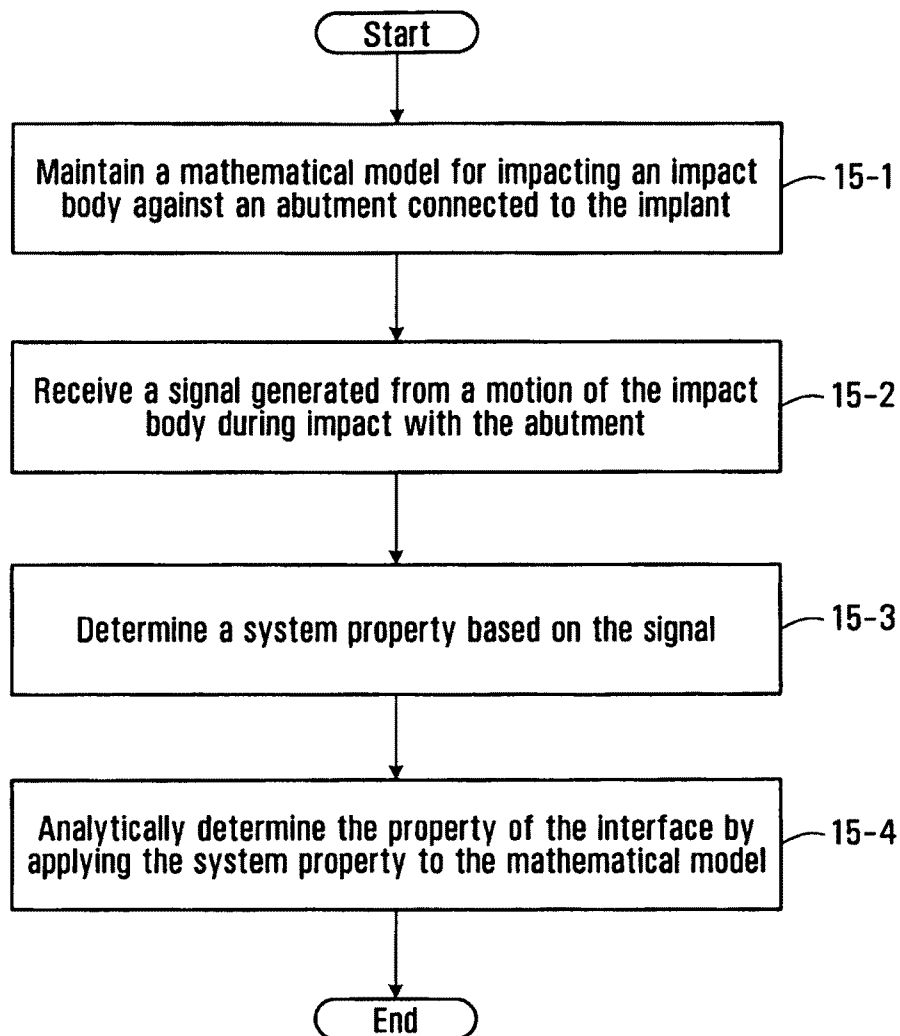 Start
Maintain a mathematical model for impacting an impact
body against an abutment connected to the implant
15-1
Receive a signal generated from a motion of the impact
body during impact with the abutment
15-2
Determine a system property based on the signal
15-3
Analytically determine the property of the interface by
applying the system property to the mathematical model
15-4
End